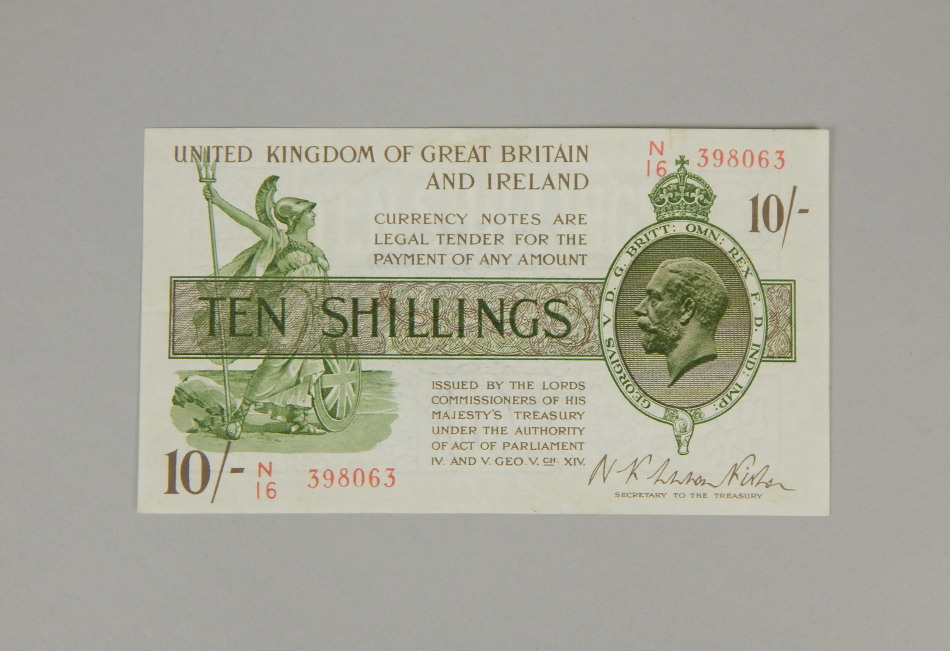 UNITED KINGDOM OF GREAT BRITAIN
AND IRELAND
N
16 398063
10/-
CURRENCY NOTES ARE
LEGAL TENDER FOR THE
PAYMENT OF ANY AMOUNT
TEN SHILLINGS
GEORGIVS V D. G. BRITT: OMN: REX F. D. IND: IMP:
ISSUED BY THE LORDS
COMMISSIONERS OF HIS
MAJESTY'S TREASURY
UNDER THE AUTHORITY
OF ACT OF PARLIAMENT
IV. AND V. GEO. V. CH: XIV.
10/-
N
16 398063
SECRETARY TO THE TREASURY